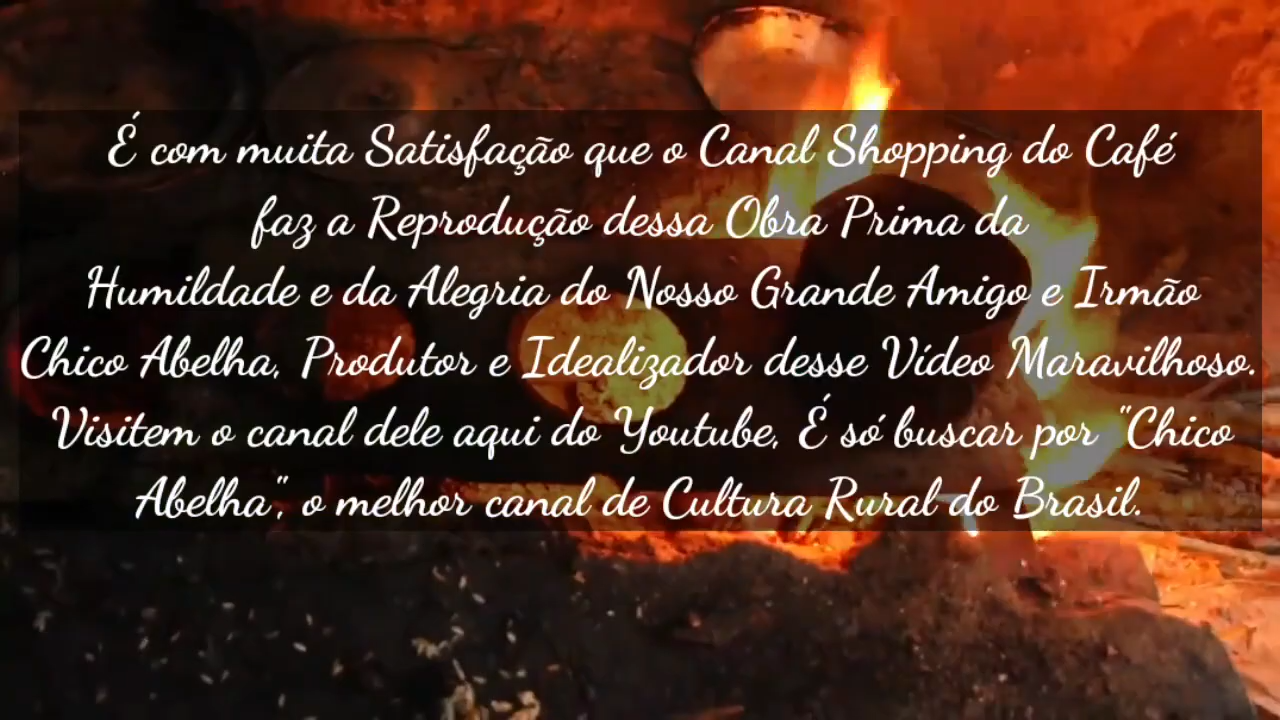 É com muita Satisfação que o Canal Shopping do Café
faz a Reprodução dessa Obra Prima da
Humildade e da Alegria do Nosso Grande Amigo e Irmão
Chico Abelha, Produtor e Idealizador desse Vídeo Maravilhoso.
Visitem o canal dele aqui do Youtube, É só buscar por "Chico
Abelha", o melhor canal de Cultura Rural do Brasil.